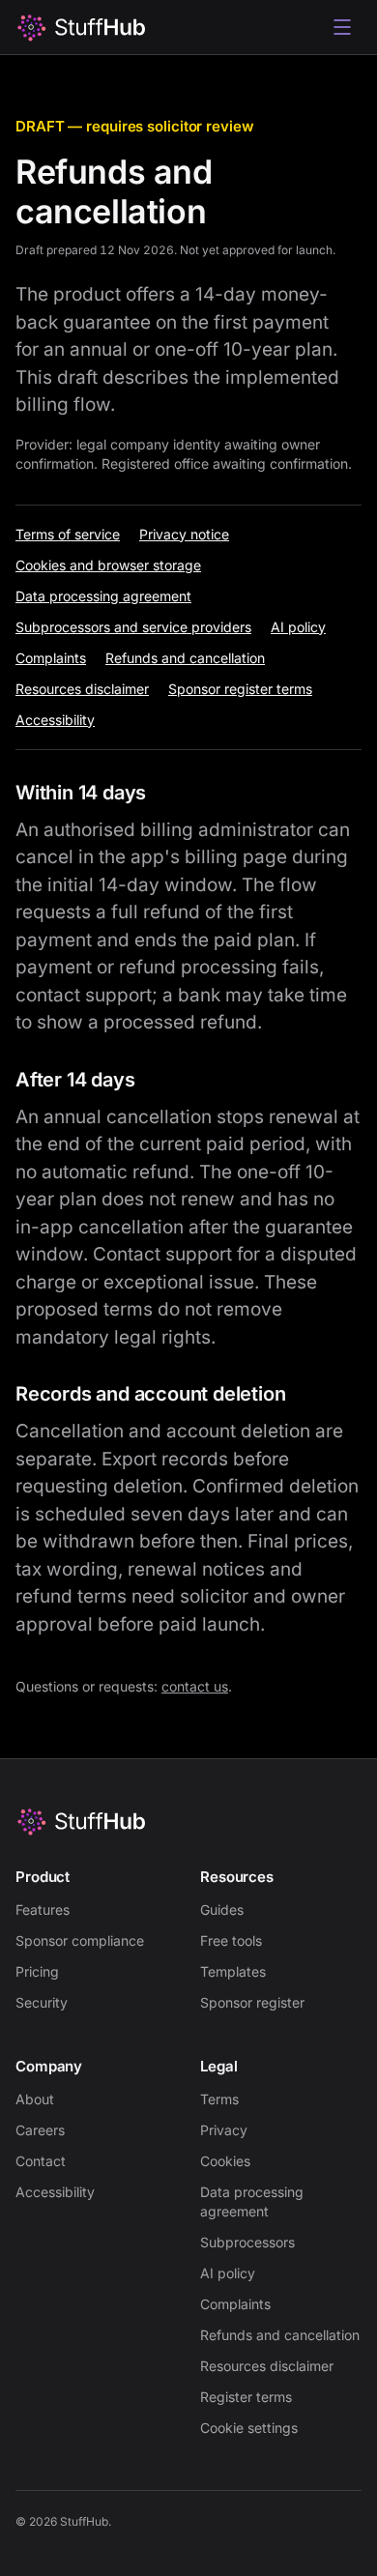 StuffHub
DRAFT — requires solicitor review
Refunds and
cancellation
Draft prepared 12 Nov 2026. Not yet approved for launch.
The product offers a 14-day money-
back guarantee on the first payment
for an annual or one-off 10-year plan.
This draft describes the implemented
billing flow.
Provider: legal company identity awaiting owner
confirmation. Registered office awaiting confirmation.
Terms of service Privacy notice
Cookies and browser storage
Data processing agreement
Subprocessors and service providers AI policy
Complaints Refunds and cancellation
Resources disclaimer Sponsor register terms
Accessibility
Within 14 days
An authorised billing administrator can
cancel in the app's billing page during
the initial 14-day window. The flow
requests a full refund of the first
payment and ends the paid plan. If
payment or refund processing fails,
contact support; a bank may take time
to show a processed refund.
After 14 days
An annual cancellation stops renewal at
the end of the current paid period, with
no automatic refund. The one-off 10-
year plan does not renew and has no
in-app cancellation after the guarantee
window. Contact support for a disputed
charge or exceptional issue. These
proposed terms do not remove
mandatory legal rights.
Records and account deletion
Cancellation and account deletion are
separate. Export records before
requesting deletion. Confirmed deletion
is scheduled seven days later and can
be withdrawn before then. Final prices,
tax wording, renewal notices and
refund terms need solicitor and owner
approval before paid launch.
Questions or requests: contact us.
StuffHub
Product
Features
Sponsor compliance
Pricing
Security
Resources
Guides
Free tools
Templates
Sponsor register
Company
About
Careers
Contact
Accessibility
Legal
Terms
Privacy
Cookies
Data processing
agreement
Subprocessors
AI policy
Complaints
Refunds and cancellation
Resources disclaimer
Register terms
Cookie settings
© 2026 StuffHub.